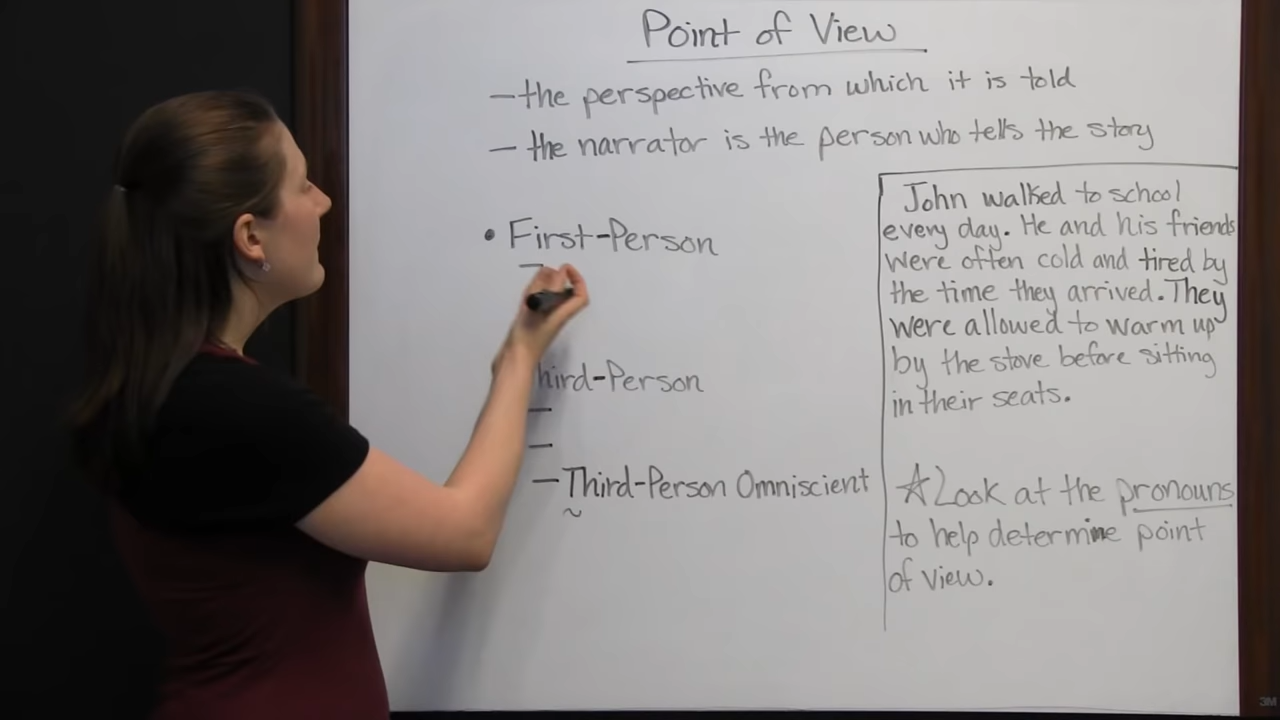 Point of View
— the perspective from which it is told
— the narrator is the person who tells the story
• First-Person
—
hird-Person
—
—
— Third-Person Omniscient
~
John walked to school
every day. He and his friends
were often cold and tired by
the time they arrived. They
were allowed to warm up
by the stove before sitting
in their seats.
☆ Look at the pronouns
to help determine point
of view.
3M